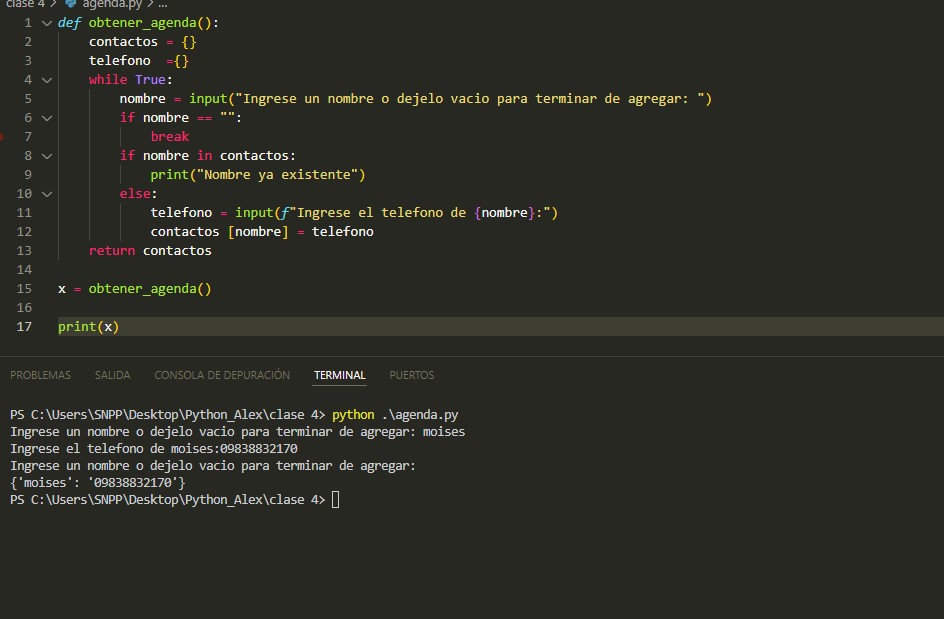 clase 4 > agenda.py > ...
1 def obtener_agenda():
2 contactos = {}
3 telefono  ={}
4 while True:
5 nombre = input("Ingrese un nombre o dejelo vacio para terminar de agregar: ")
6 if nombre == "":
7 break
8 if nombre in contactos:
9 print("Nombre ya existente")
10 else:
11 telefono = input(f"Ingrese el telefono de {nombre}:")
12 contactos [nombre] = telefono
13 return contactos
14
15 x = obtener_agenda()
16
17 print(x)
PROBLEMAS SALIDA CONSOLA DE DEPURACIÓN TERMINAL PUERTOS
PS C:\Users\SNPP\Desktop\Python_Alex\clase 4> python .\agenda.py
Ingrese un nombre o dejelo vacio para terminar de agregar: moises
Ingrese el telefono de moises:09838832170
Ingrese un nombre o dejelo vacio para terminar de agregar:
{'moises': '09838832170'}
PS C:\Users\SNPP\Desktop\Python_Alex\clase 4>